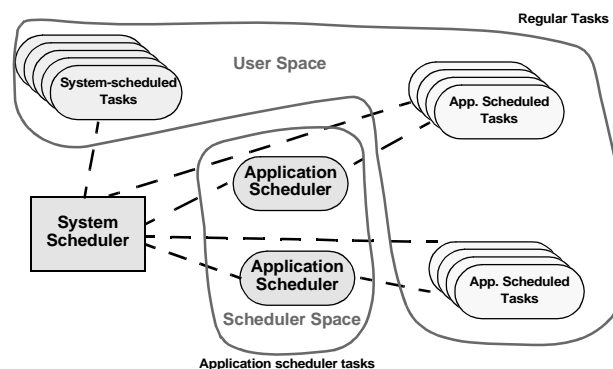 Regular Tasks
User Space
System-scheduled
Tasks
App. Scheduled
Tasks
Application
Scheduler
System
Scheduler
Application
Scheduler
App. Scheduled
Tasks
Scheduler Space
Application scheduler tasks